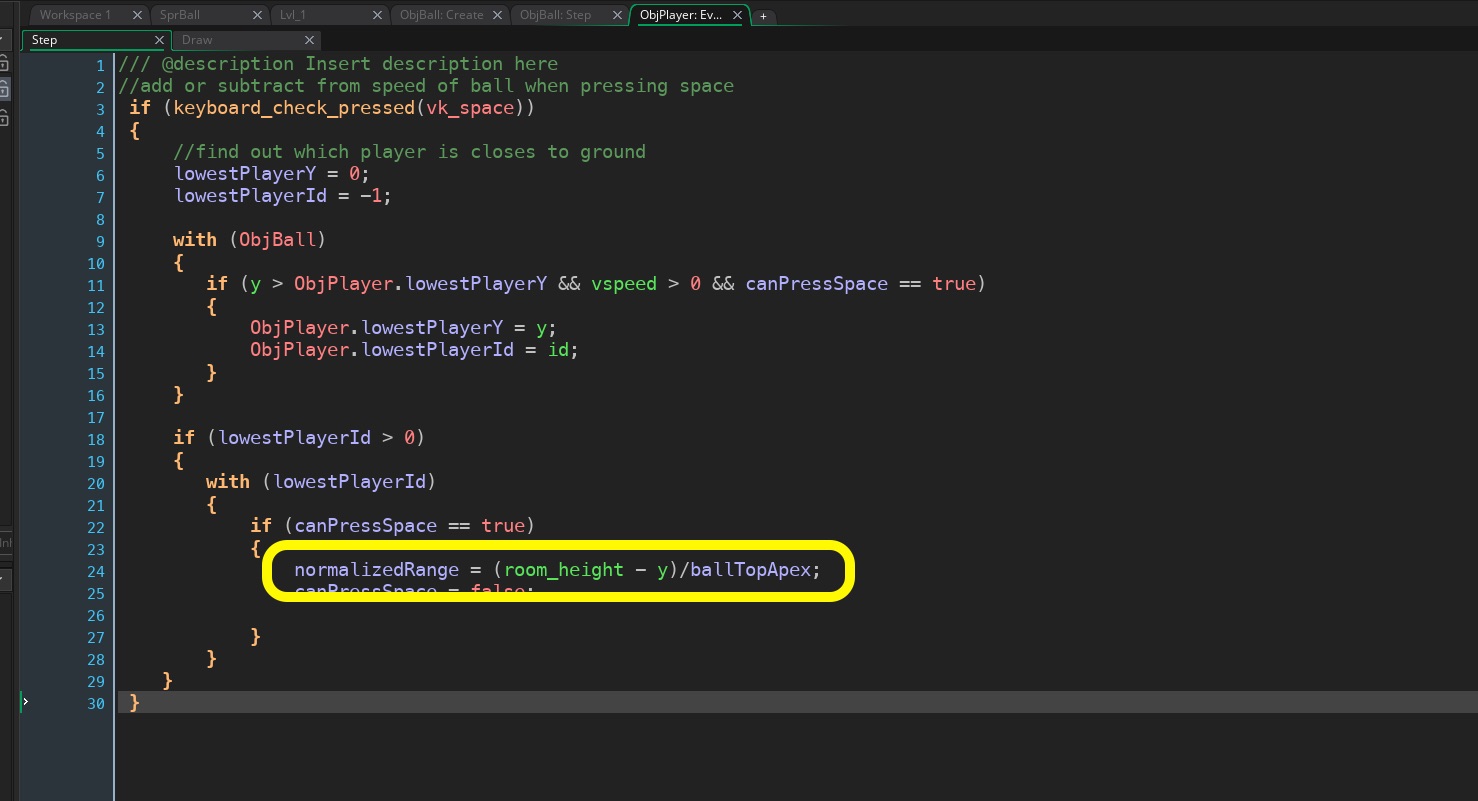 Workspace 1 SprBall Lvl_1 ObjBall: Create ObjBall: Step ObjPlayer: Ev... +
Step Draw
1 /// @description Insert description here
2 //add or subtract from speed of ball when pressing space
3 if (keyboard_check_pressed(vk_space))
4 {
5 //find out which player is closes to ground
6 lowestPlayerY = 0;
7 lowestPlayerId = -1;
8
9 with (ObjBall)
10 {
11 if (y > ObjPlayer.lowestPlayerY && vspeed > 0 && canPressSpace == true)
12 {
13 ObjPlayer.lowestPlayerY = y;
14 ObjPlayer.lowestPlayerId = id;
15 }
16 }
17
18 if (lowestPlayerId > 0)
19 {
20 with (lowestPlayerId)
21 {
22 if (canPressSpace == true)
23 {
24 normalizedRange = (room_height - y)/ballTopApex;
25 canPressSpace = false;
26
27 }
28 }
29 }
30 }